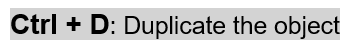 Ctrl + D: Duplicate the object